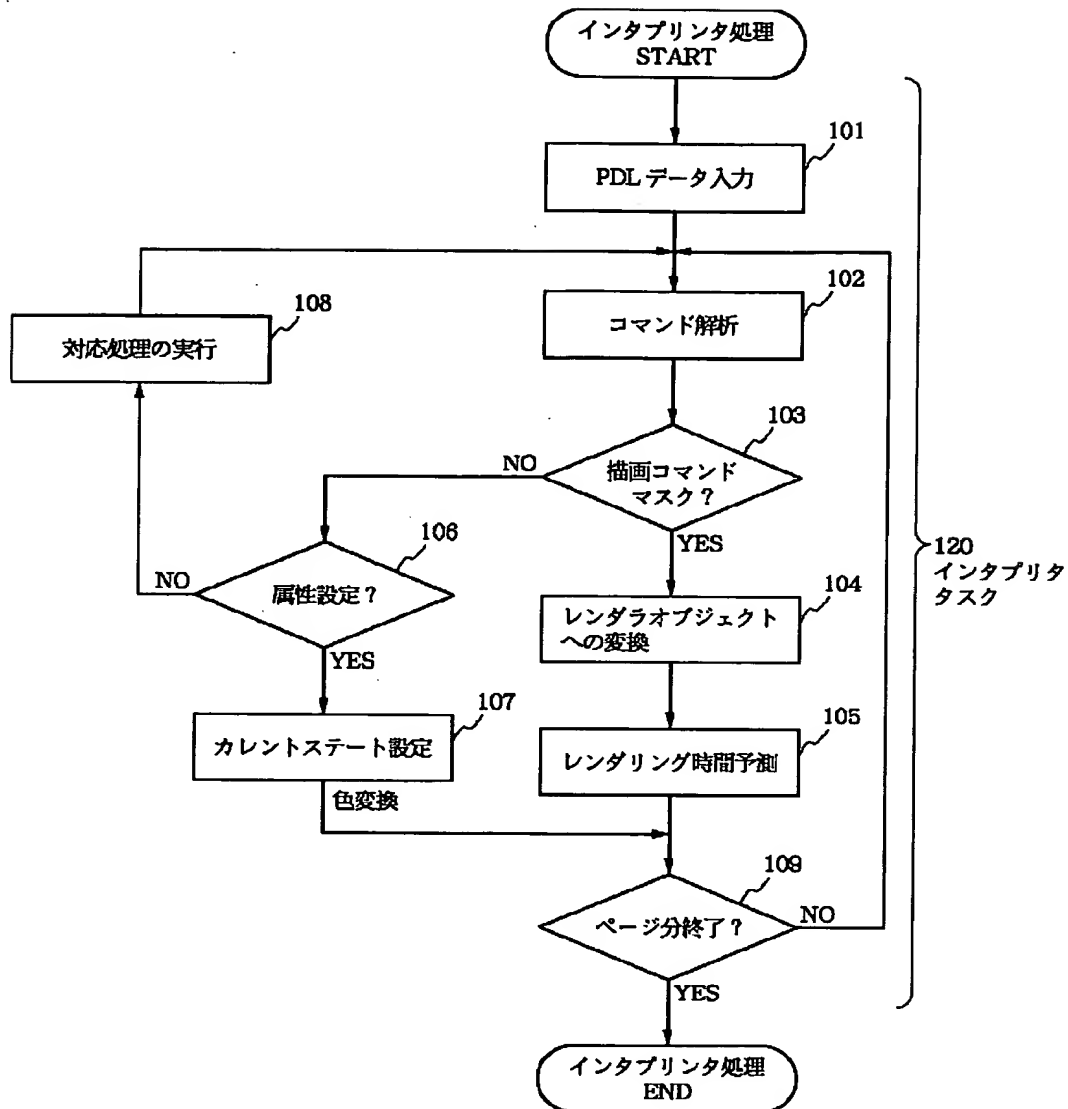 インタプリンタ処理
START
101
PDL データ入力
102
コマンド解析
108
対応処理の実行
103
描画コマンド
マスク？
NO
YES
106
属性設定？
NO
YES
104
レンダラオブジェクト
への変換
107
カレントステート設定
色変換
105
レンダリング時間予測
109
ページ分終了？
NO
YES
120
インタプリタ
タスク
インタプリンタ処理
END